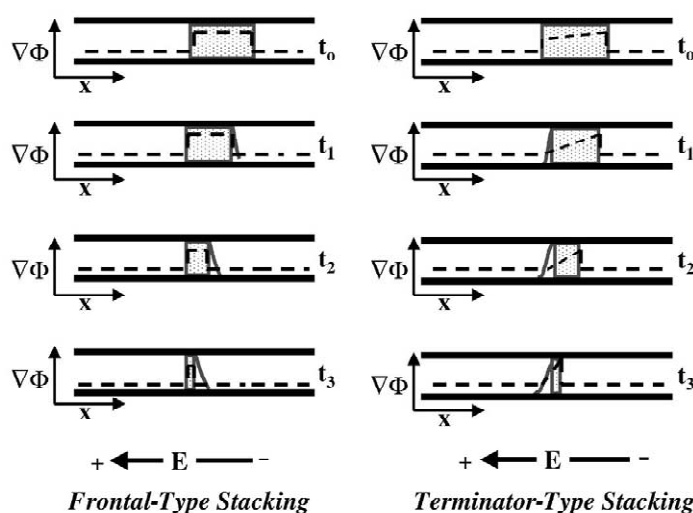 ∇Φ t₀ ∇Φ t₀
x x
∇Φ t₁ ∇Φ t₁
x x
∇Φ t₂ ∇Φ t₂
x x
∇Φ t₃ ∇Φ t₃
x x
+ E - + E -
Frontal-Type Stacking Terminator-Type Stacking